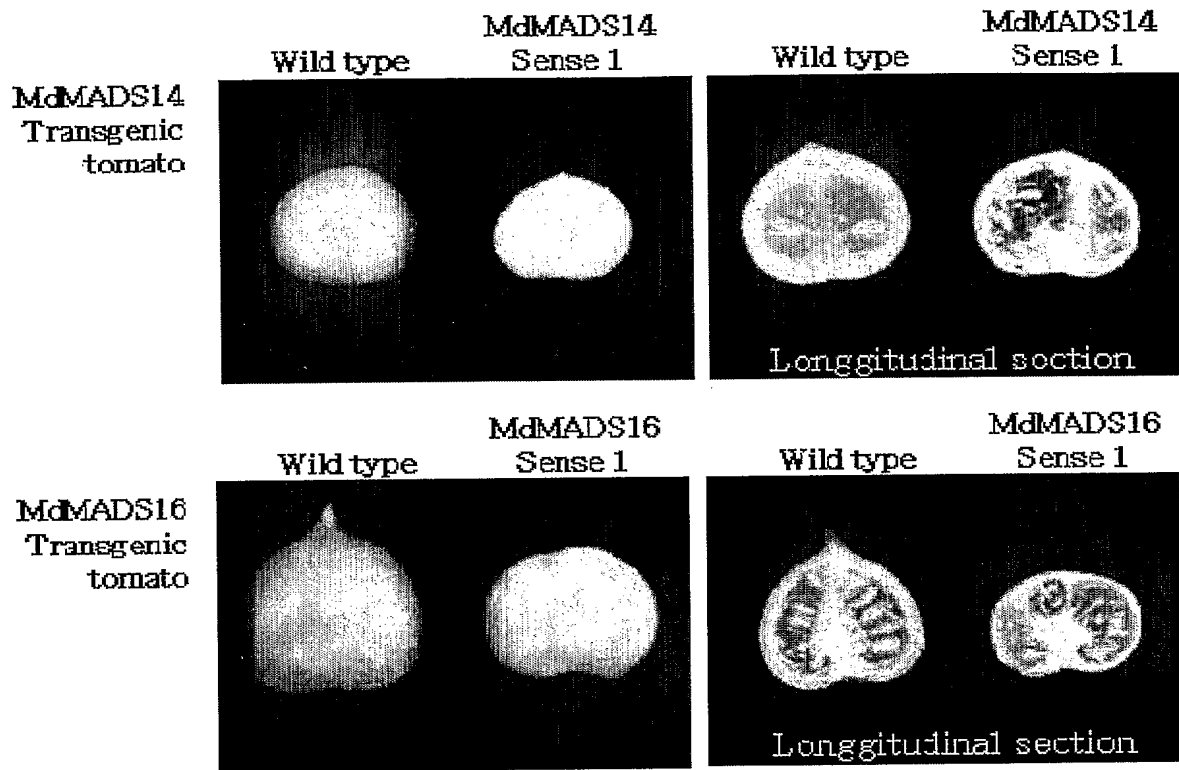 Wild type
MdMADS14
Sense 1
Wild type
MdMADS14
Sense 1
MdMADS14
Transgenic
tomato
Longgitudinal soction
Wild type
MdMADS16
Sense 1
Wild type
MdMADS16
Sense 1
MdMADS16
Transgenic
tomato
Longgitudinal section